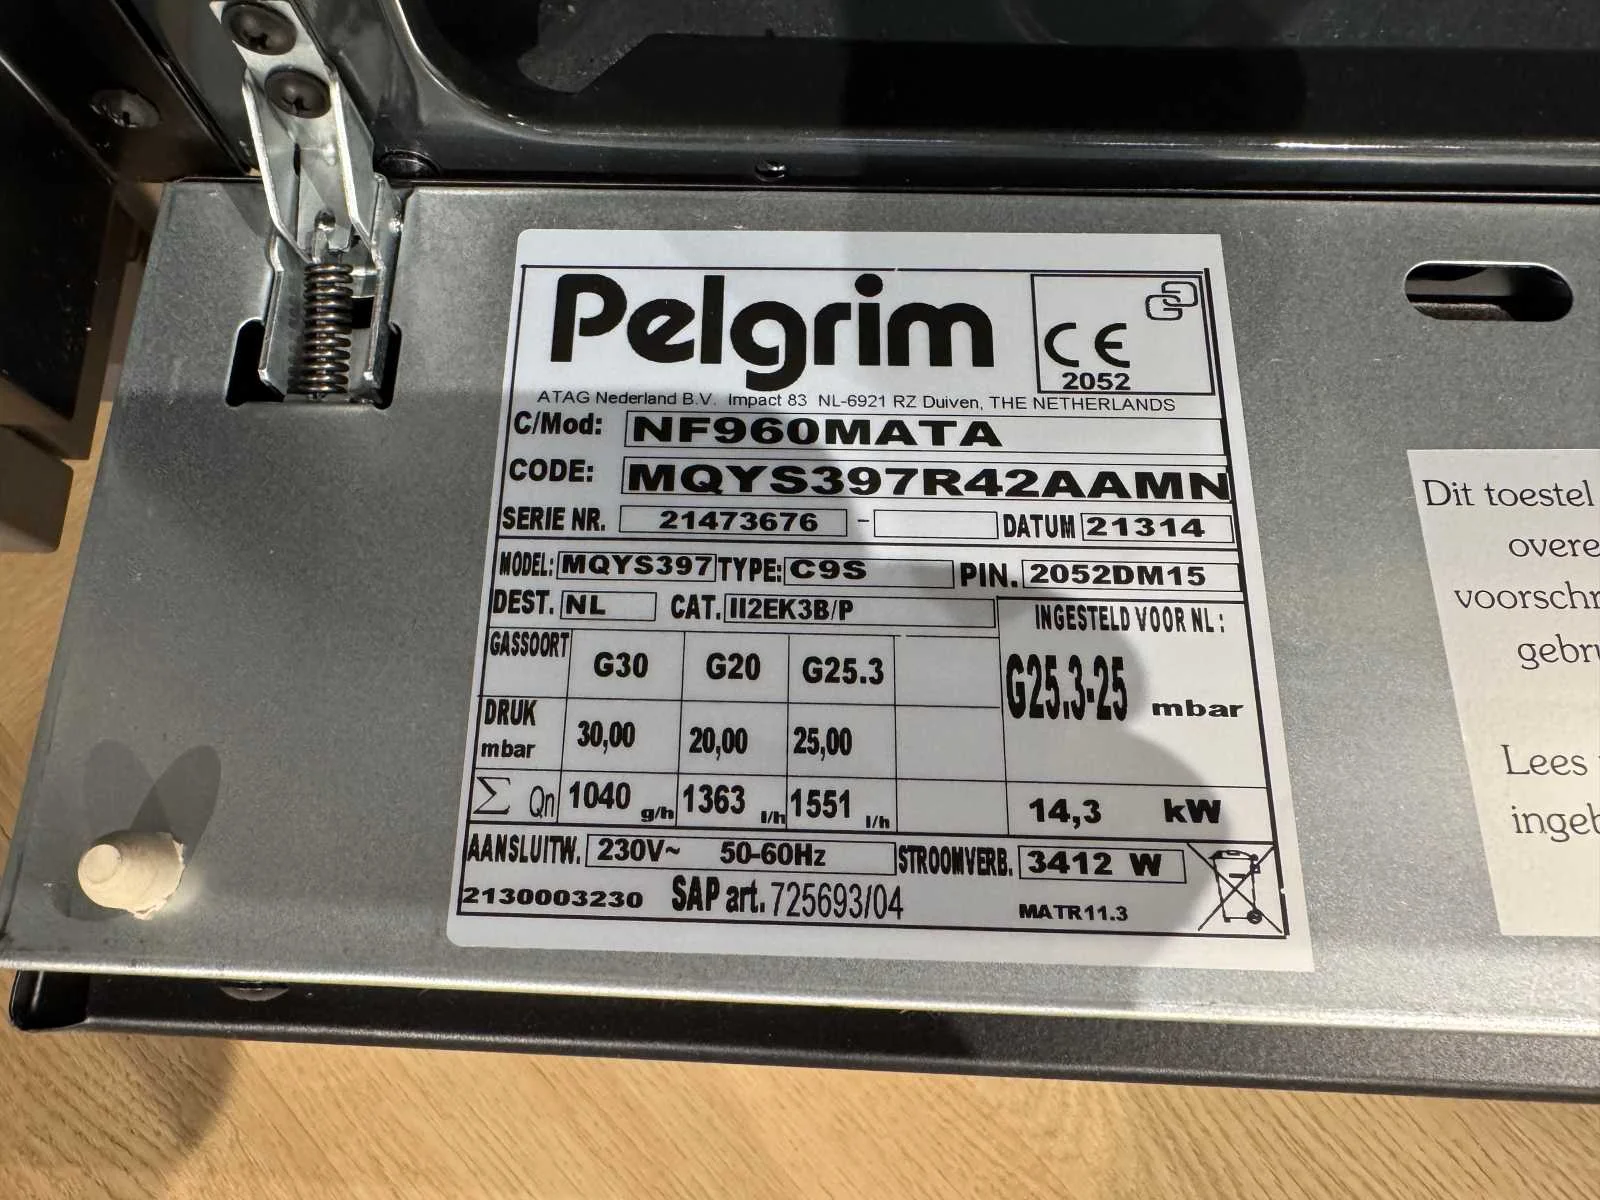 Pelgrim
CE
2052
ATAG Nederland B.V. Impact 83 NL-6921 RZ Duiven, THE NETHERLANDS
C/Mod: NF960MATA
CODE: MQYS397R42AAMN
SERIE NR. 21473676 - DATUM 21314
MODEL: MQYS397 TYPE: C9S PIN. 2052DM15
DEST. NL CAT. II2EK3B/P INGESTELD VOOR NL:
GASSOORT G30 G20 G25.3 G25.3-25 mbar
DRUK mbar 30,00 20,00 25,00
∑ Qn 1040 g/h 1363 l/h 1551 l/h 14,3 kW
AANSLUITW. 230V~ 50-60Hz STROOMVERB. 3412 W
2130003230 SAP art. 725693/04 MATR11.3
Dit toestel
overe
voorschr
gebru
Lees
ingeb